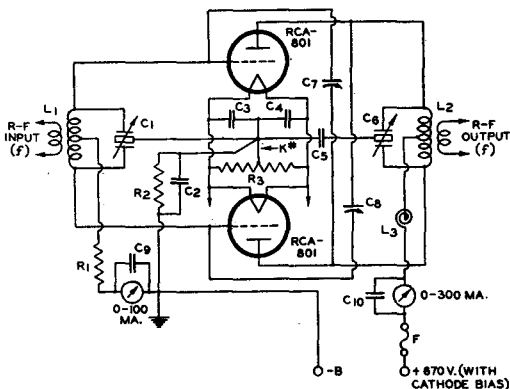 RCA-
801
C7
L1
C3
C4
C6
L2
R-F
INPUT
(f)
C1
R-F
OUTPUT
(f)
C5
K*
R2
C2
R3
C8
L3
RCA-
801
R1
C9
0-100
MA.
C10
0-300 MA.
F
-B
+ 670 V. (WITH
CATHODE BIAS)